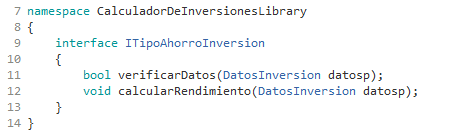 7 namespace CalculadorDeInversionesLibrary
8 {
9     interface ITipoAhorroInversion
10     {
11         bool verificarDatos(DatosInversion datosp);
12         void calcularRendimiento(DatosInversion datosp);
13     }
14 }